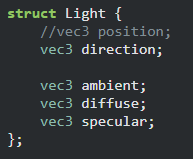 struct Light {
    //vec3 position;
    vec3 direction;

    vec3 ambient;
    vec3 diffuse;
    vec3 specular;
};